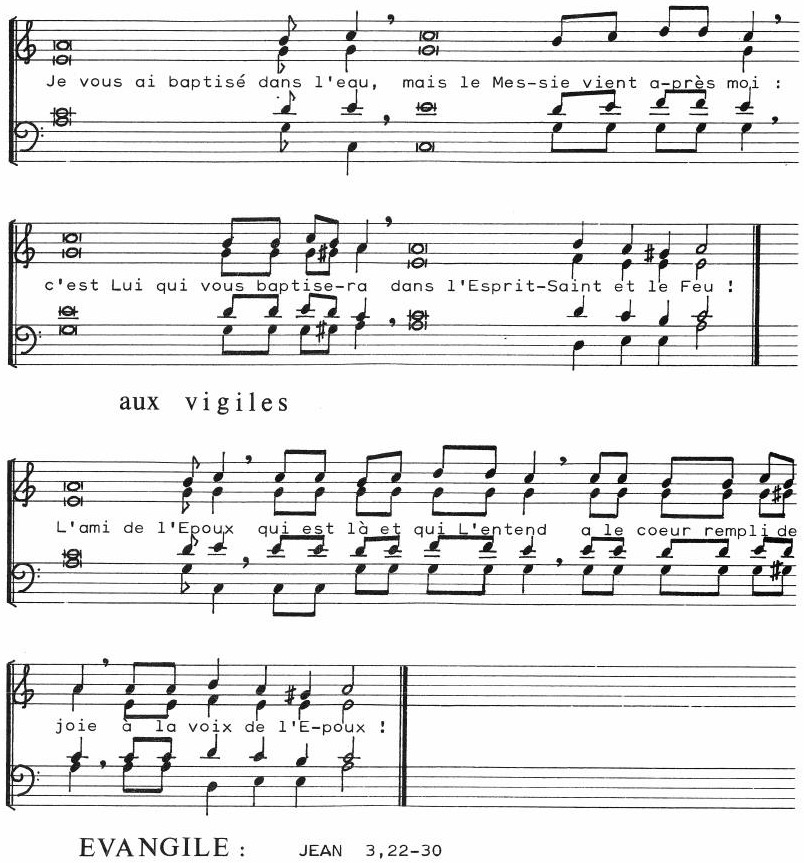 Je vous ai baptisé dans l'eau, mais le Mes-sie vient a-près moi :
c'est Lui qui vous baptise-ra dans l'Esprit-Saint et le Feu !
aux vigiles
L'ami de l'Epoux qui est là et qui L'entend a le coeur rempli de
joie à la voix de l'E-poux !
EVANGILE : JEAN 3,22-30